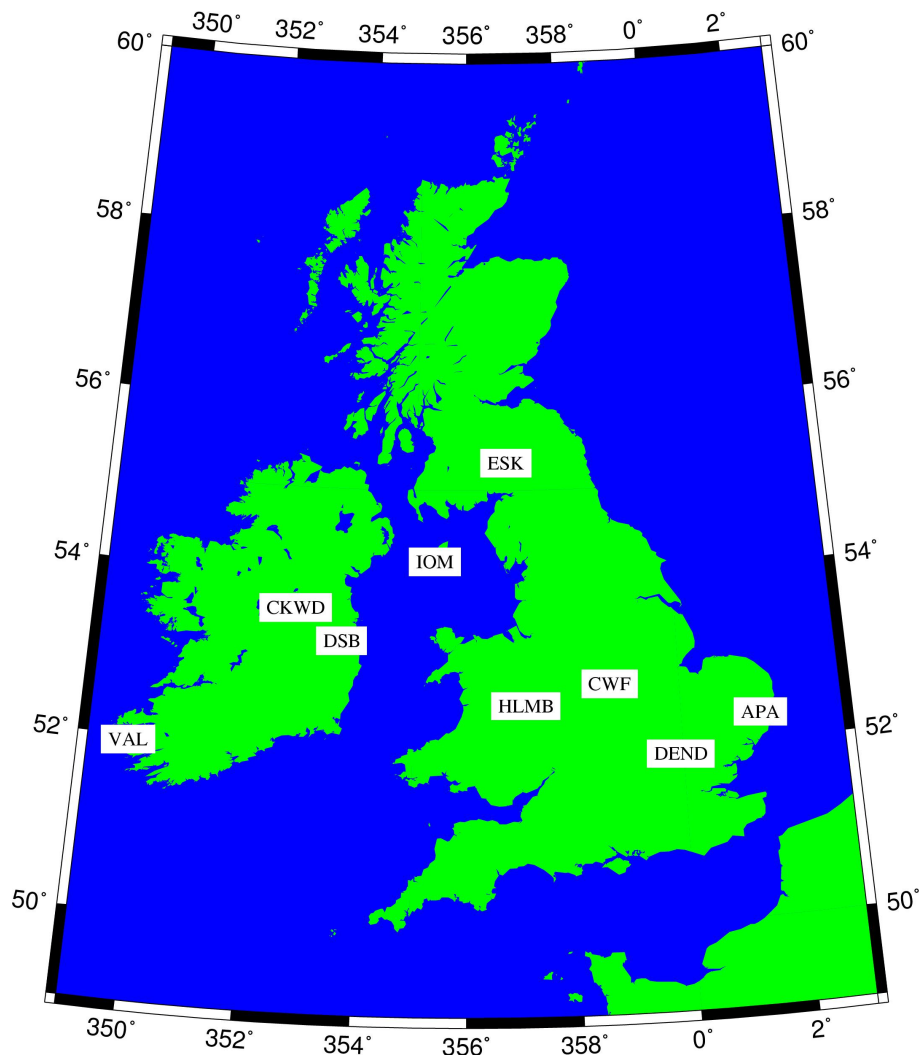 350˚ 352˚ 354˚ 356˚ 358˚ 0˚ 2˚
60˚ 60˚
58˚ 58˚
56˚ 56˚
ESK
54˚ 54˚
IOM
CKWD
DSB
CWF
HLMB
APA
52˚ 52˚
VAL
DEND
50˚ 50˚
350˚ 352˚ 354˚ 356˚ 358˚ 0˚ 2˚